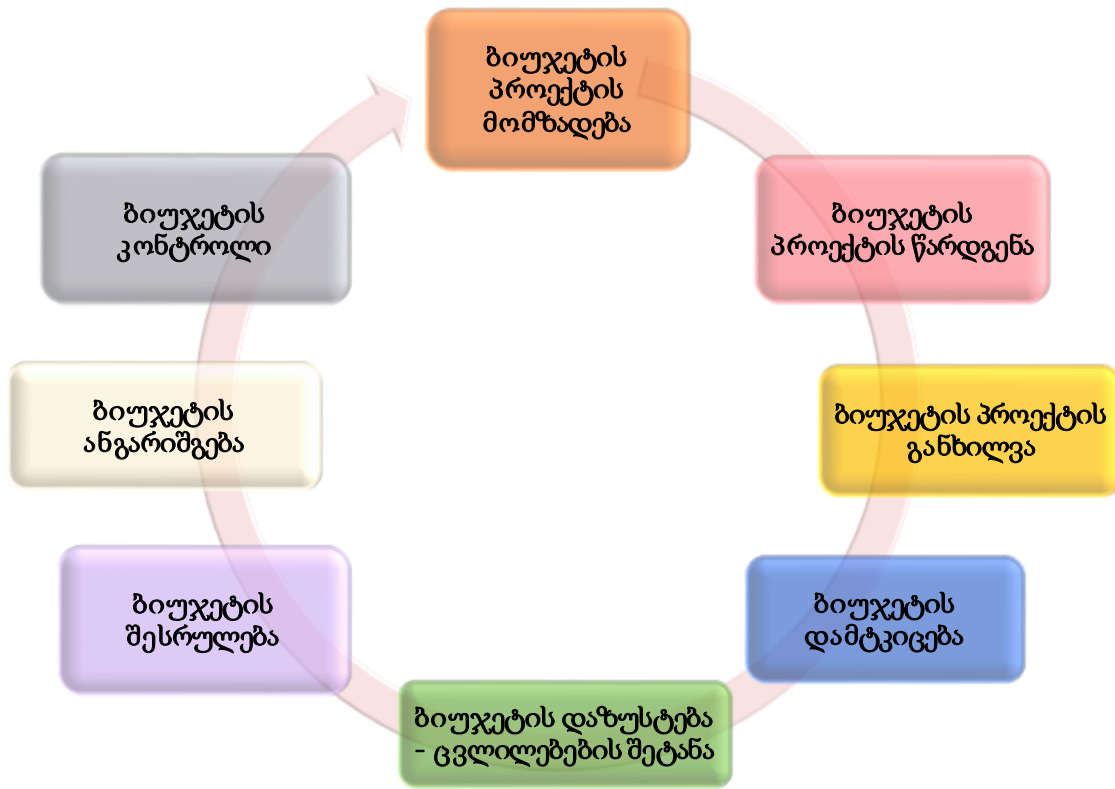 ბიუჯეტის
პროექტის
მომზადება
ბიუჯეტის
პროექტის წარდგენა
ბიუჯეტის პროექტის
განხილვა
ბიუჯეტის
დამტკიცება
ბიუჯეტის დაზუსტება
- ცვლილებების შეტანა
ბიუჯეტის
შესრულება
ბიუჯეტის
ანგარიშგება
ბიუჯეტის
კონტროლი